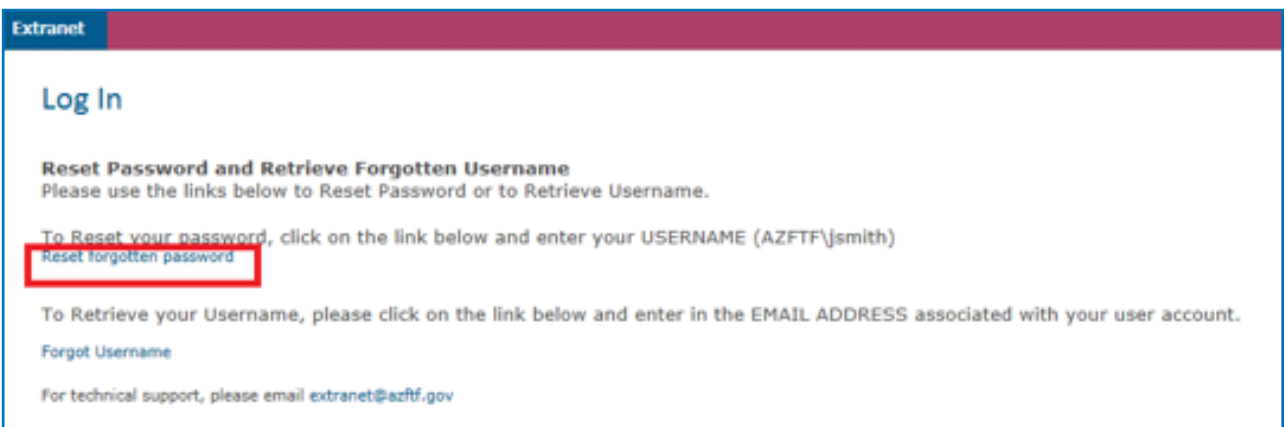 Extranet
Log In
Reset Password and Retrieve Forgotten Username
Please use the links below to Reset Password or to Retrieve Username.
To Reset your password, click on the link below and enter your USERNAME (AZFTF\jsmith)
Reset forgotten password
To Retrieve your Username, please click on the link below and enter in the EMAIL ADDRESS associated with your user account.
Forgot Username
For technical support, please email extranet@azftf.gov